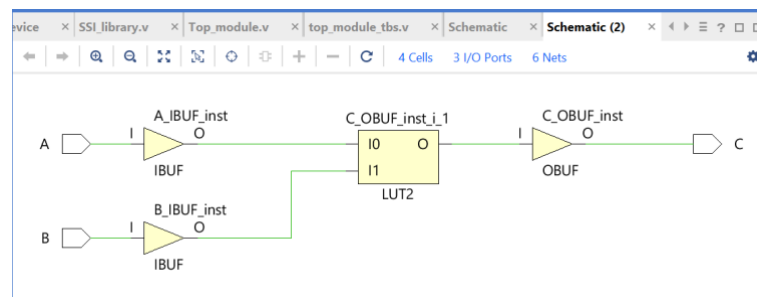 evice × SSI_library.v × Top_module.v × top_module_tbs.v × Schematic × Schematic (2) ×
4 Cells 3 I/O Ports 6 Nets
A_IBUF_inst C_OBUF_inst_i_1 C_OBUF_inst
A I O I0 O I O C
IBUF I1 OBUF
LUT2
B_IBUF_inst
B I O
IBUF